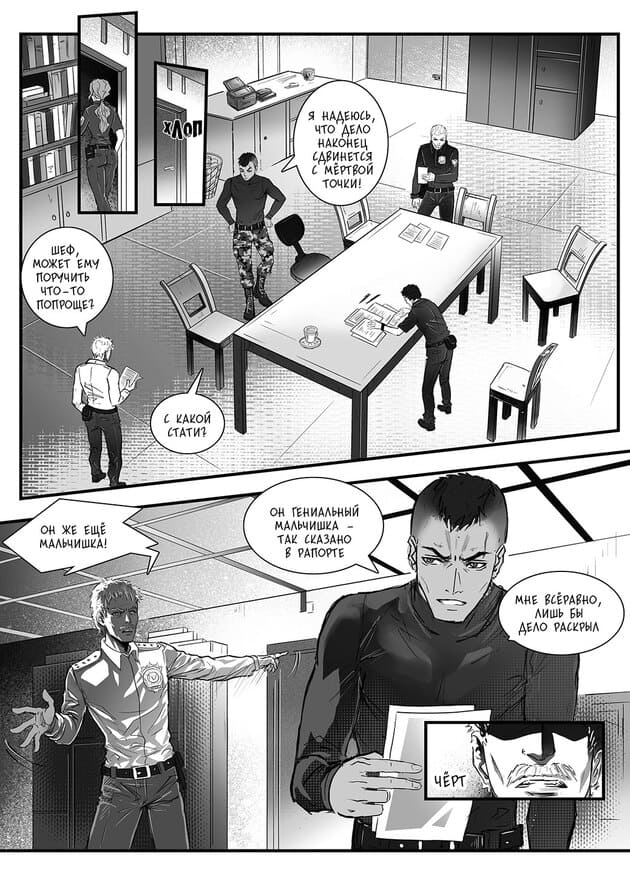 ХЛОП
Я НАДЕЮСЬ,
ЧТО ДЕЛО
НАКОНЕЦ
СДВИНЕТСЯ
С МЁРТВОЙ
ТОЧКИ!
ШЕФ,
МОЖЕТ ЕМУ
ПОРУЧИТЬ
ЧТО-ТО
ПОПРОЩЕ?
С КАКОЙ
СТАТИ?
ОН ЖЕ ЕЩЁ
МАЛЬЧИШКА!
ОН ГЕНИАЛЬНЫЙ
МАЛЬЧИШКА -
ТАК СКАЗАНО
В РАПОРТЕ
МНЕ ВСЁРАВНО,
ЛИШЬ БЫ
ДЕЛО РАСКРЫЛ
ЧЁРТ